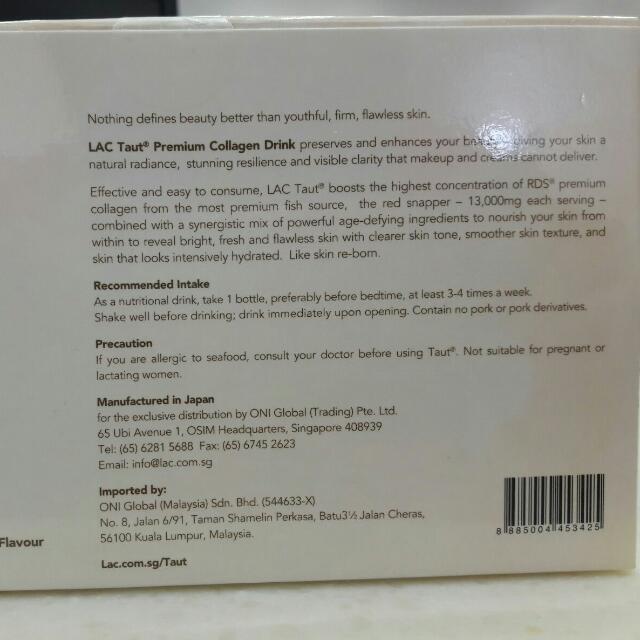 Nothing defines beauty better than youthful, firm, flawless skin.
LAC Taut® Premium Collagen Drink preserves and enhances your giving your skin a
natural radiance, stunning resilience and visible clarity that makeup and creams cannot deliver.
Effective and easy to consume, LAC Taut® boosts the highest concentration of RDS® premium
collagen from the most premium fish source, the red snapper – 13,000mg each serving –
combined with a synergistic mix of powerful age-defying ingredients to nourish your skin from
within to reveal bright, fresh and flawless skin with clearer skin tone, smoother skin texture, and
skin that looks intensively hydrated. Like skin re-born.
Recommended Intake
As a nutritional drink, take 1 bottle, preferably before bedtime, at least 3-4 times a week.
Shake well before drinking; drink immediately upon opening. Contain no pork or pork derivatives.
Precaution
If you are allergic to seafood, consult your doctor before using Taut®. Not suitable for pregnant or
lactating women.
Manufactured in Japan
for the exclusive distribution by ONI Global (Trading) Pte. Ltd.
65 Ubi Avenue 1, OSIM Headquarters, Singapore 408939
Tel: (65) 6281 5688 Fax: (65) 6745 2623
Email: info@lac.com.sg
Imported by:
ONI Global (Malaysia) Sdn. Bhd. (544633-X)
No. 8, Jalan 6/91, Taman Shamelin Perkasa, Batu3½ Jalan Cheras,
56100 Kuala Lumpur, Malaysia.
Lac.com.sg/Taut
Flavour
8 885004 453425